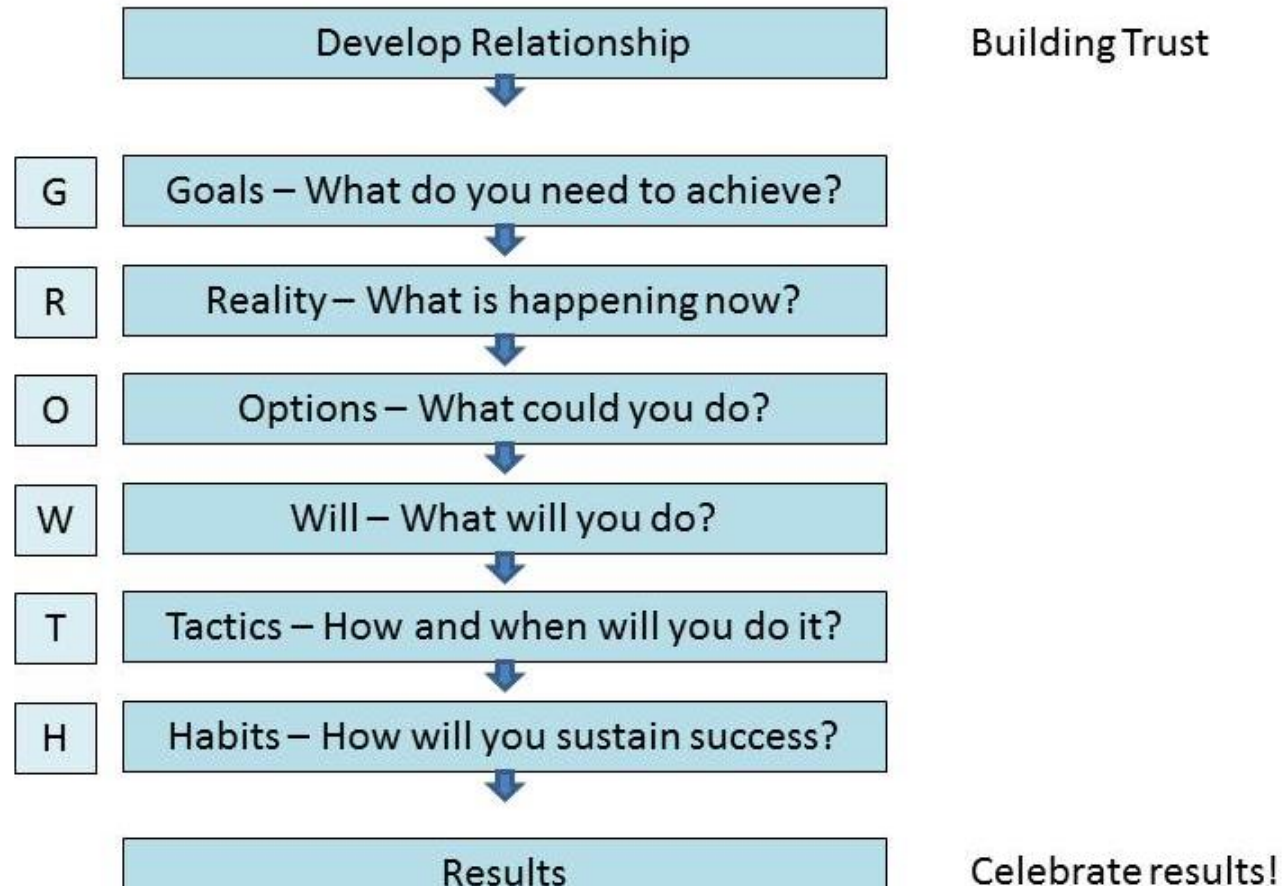 Develop Relationship Building Trust
G Goals – What do you need to achieve?
R Reality – What is happening now?
O Options – What could you do?
W Will – What will you do?
T Tactics – How and when will you do it?
H Habits – How will you sustain success?
Results Celebrate results!